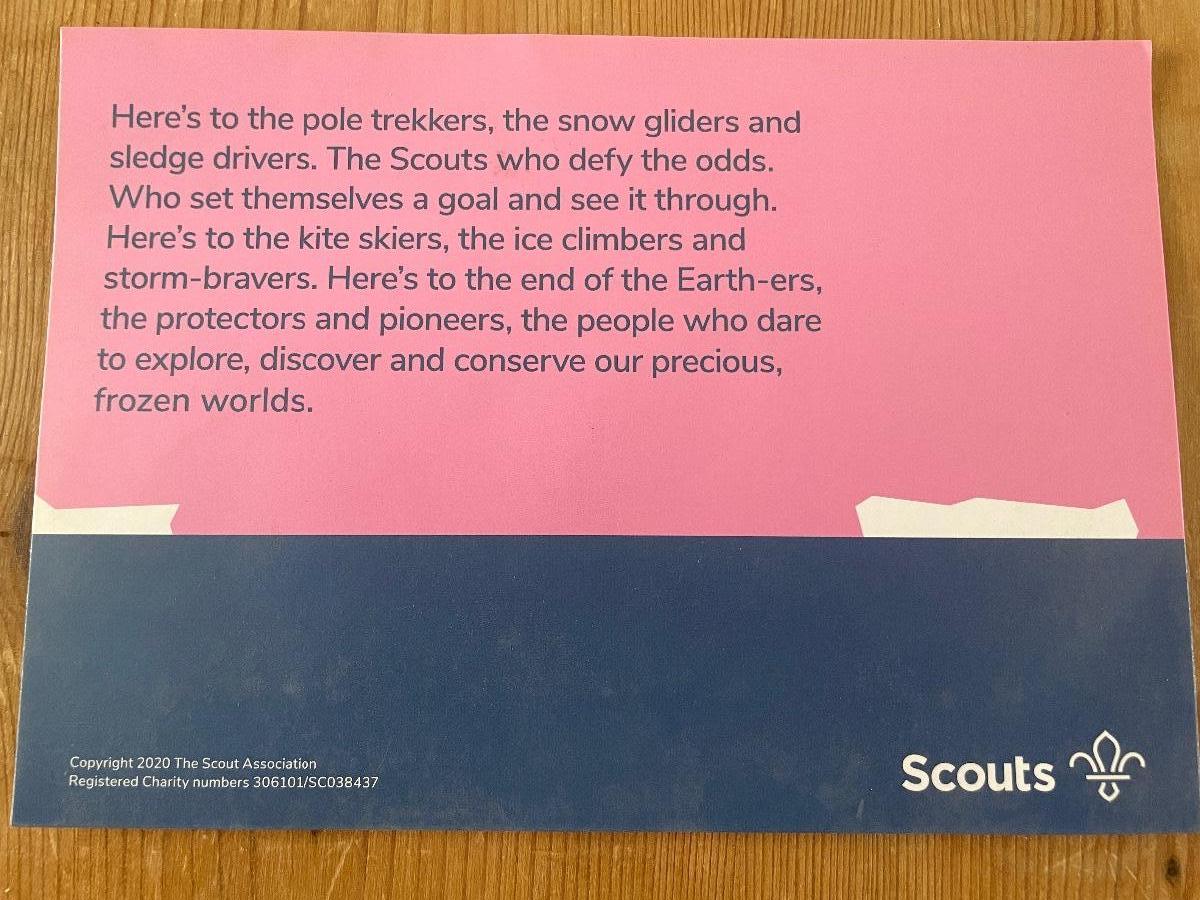 Here's to the pole trekkers, the snow gliders and
sledge drivers. The Scouts who defy the odds.
Who set themselves a goal and see it through.
Here's to the kite skiers, the ice climbers and
storm-bravers. Here's to the end of the Earth-ers,
the protectors and pioneers, the people who dare
to explore, discover and conserve our precious,
frozen worlds.
Copyright 2020 The Scout Association
Registered Charity numbers 306101/SC038437
Scouts